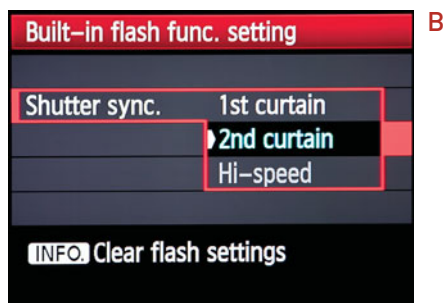 Built-in flash func. setting
B
Shutter sync. 1st curtain
2nd curtain
Hi-speed
INFO. Clear flash settings